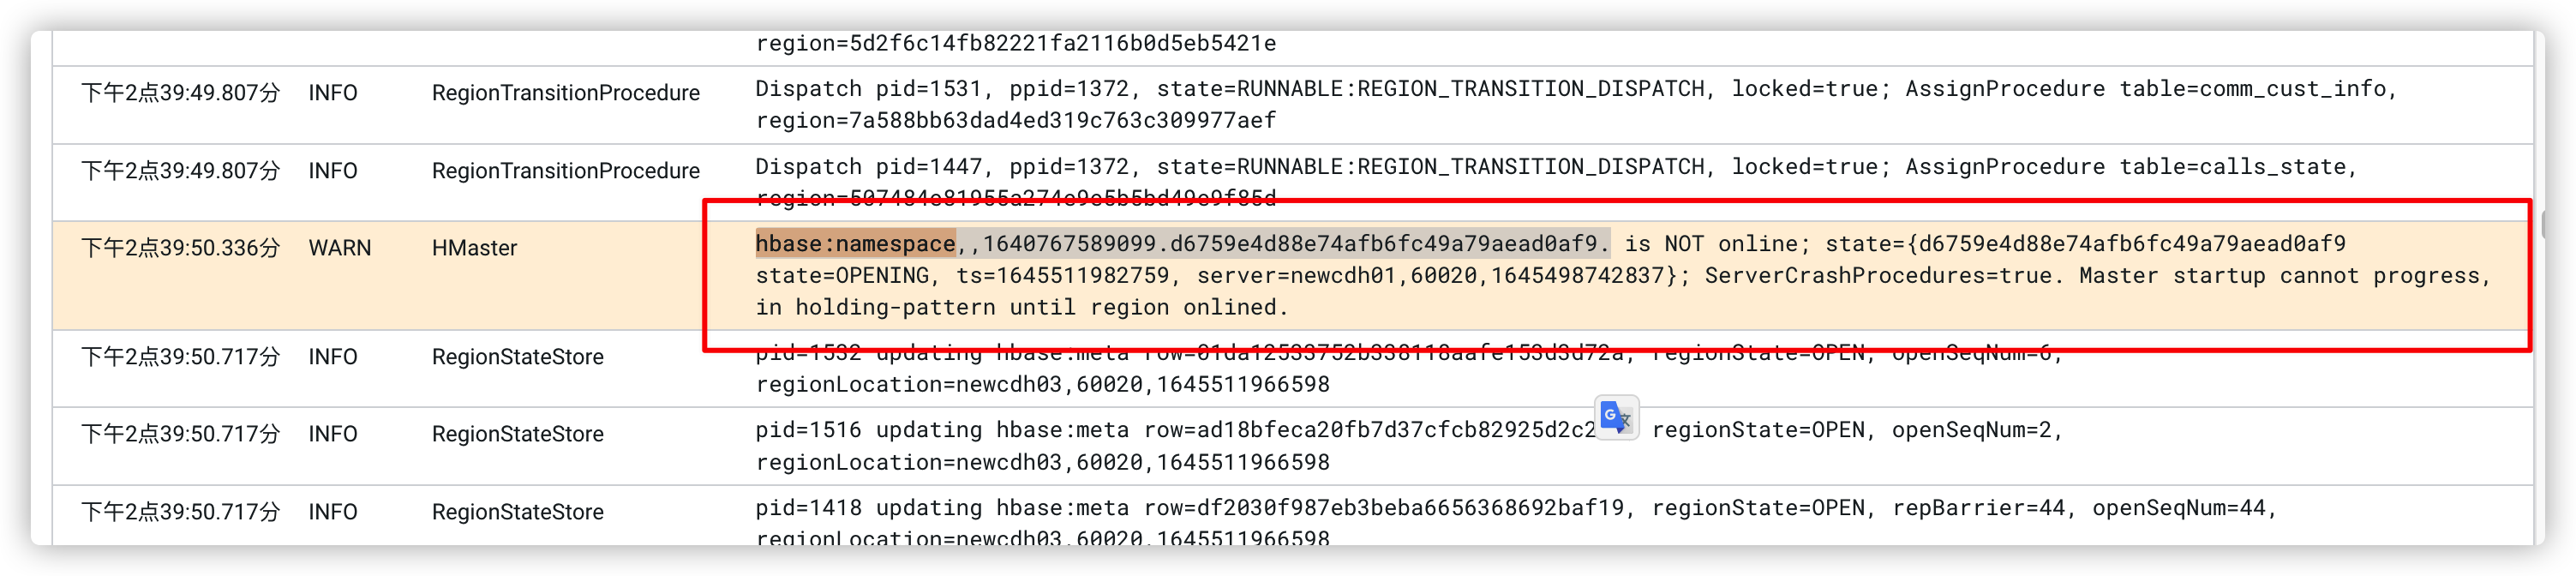 region=5d2f6c14fb82221fa2116b0d5eb5421e
下午2点39:49.807分 INFO RegionTransitionProcedure Dispatch pid=1531, ppid=1372, state=RUNNABLE:REGION_TRANSITION_DISPATCH, locked=true; AssignProcedure table=comm_cust_info,
region=7a588bb63dad4ed319c763c309977aef
下午2点39:49.807分 INFO RegionTransitionProcedure Dispatch pid=1447, ppid=1372, state=RUNNABLE:REGION_TRANSITION_DISPATCH, locked=true; AssignProcedure table=calls_state,
下午2点39:50.336分 WARN HMaster hbase:namespace,,1640767589099.d6759e4d88e74afb6fc49a79aead0af9. is NOT online; state={d6759e4d88e74afb6fc49a79aead0af9
state=OPENING, ts=1645511982759, server=newcdh01,60020,1645498742837}; ServerCrashProcedures=true. Master startup cannot progress,
in holding-pattern until region onlined.
下午2点39:50.717分 INFO RegionStateStore pid=1532 updating hbase:meta regionState=OPEN, openSeqNum=6,
regionLocation=newcdh03,60020,1645511966598
下午2点39:50.717分 INFO RegionStateStore pid=1516 updating hbase:meta regionState=OPEN, openSeqNum=2,
regionLocation=newcdh03,60020,1645511966598
下午2点39:50.717分 INFO RegionStateStore pid=1418 updating hbase:meta row=df2030f987eb3beba6656368692baf19, regionState=OPEN, repBarrier=44, openSeqNum=44,
regionLocation=newcdh03,60020,1645511966598